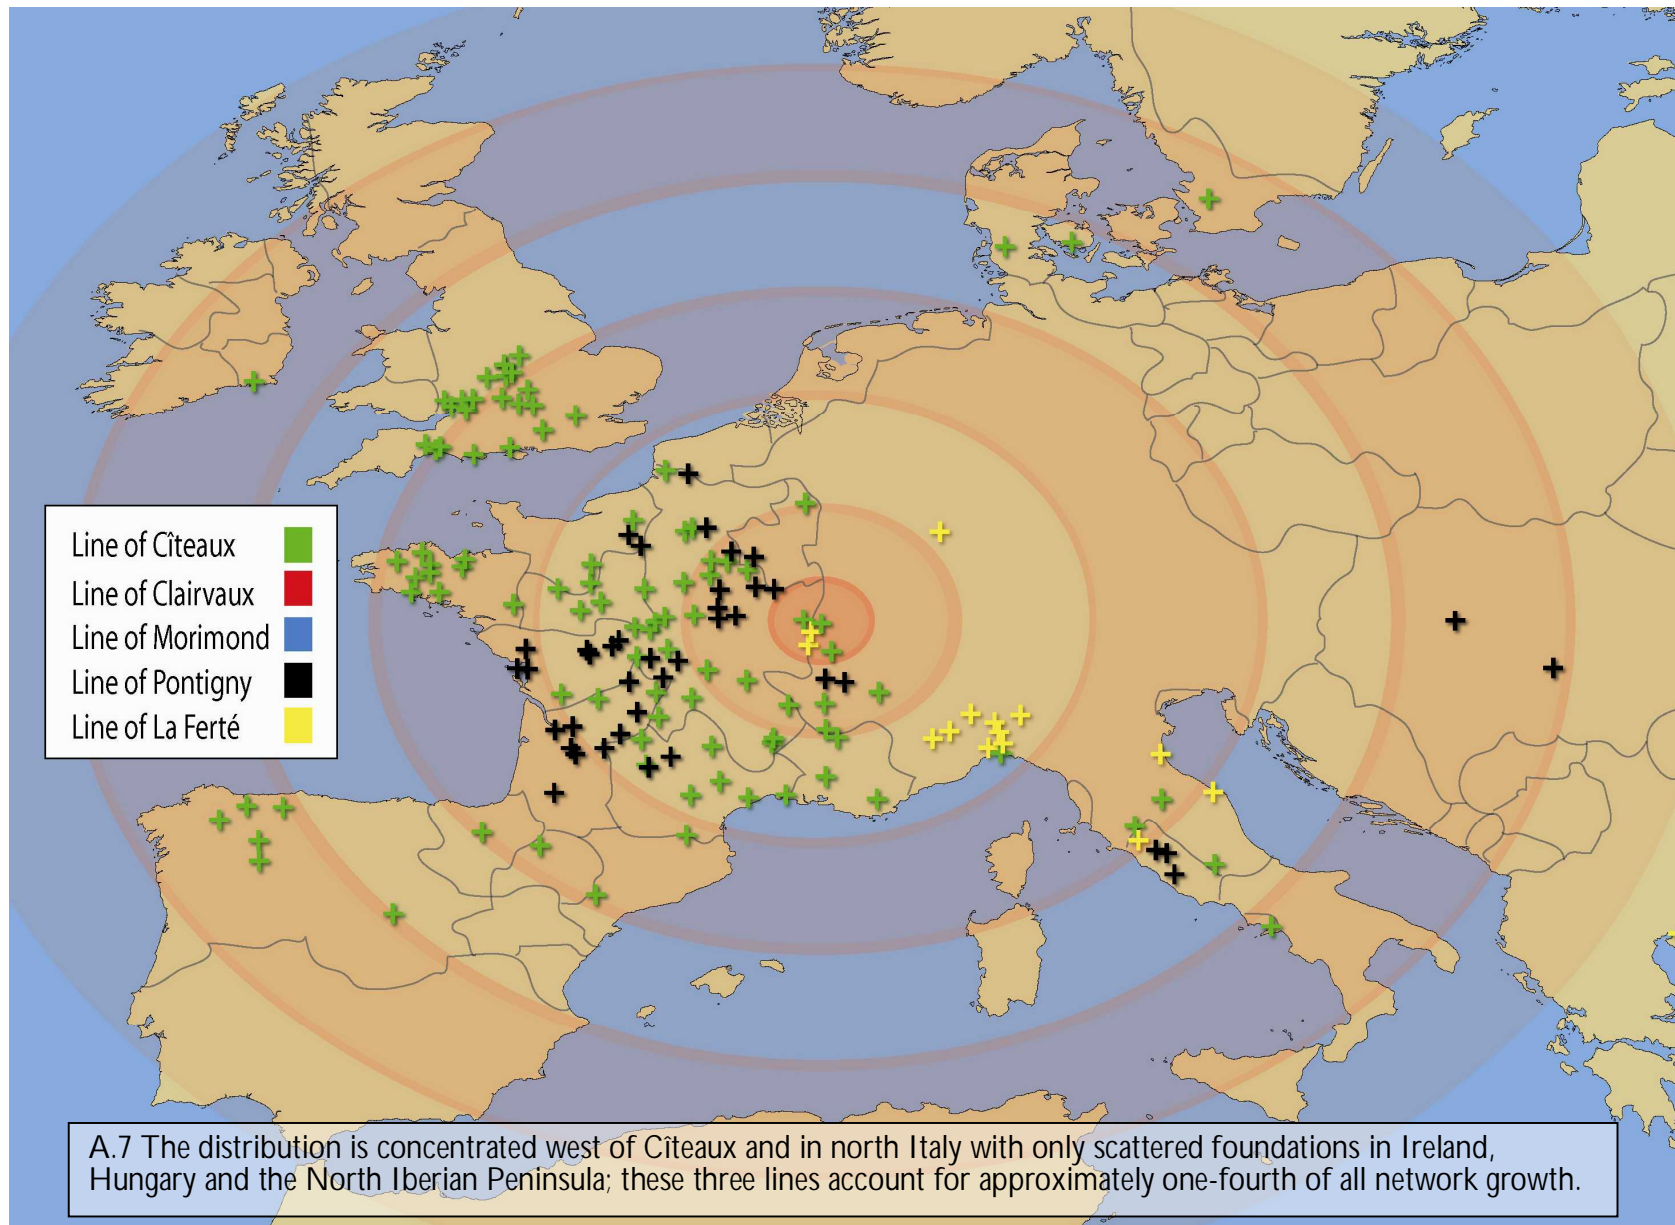 Line of Cîteaux
Line of Clairvaux
Line of Morimond
Line of Pontigny
Line of La Ferté
A.7 The distribution is concentrated west of Cîteaux and in north Italy with only scattered foundations in Ireland,
Hungary and the North Iberian Peninsula; these three lines account for approximately one-fourth of all network growth.